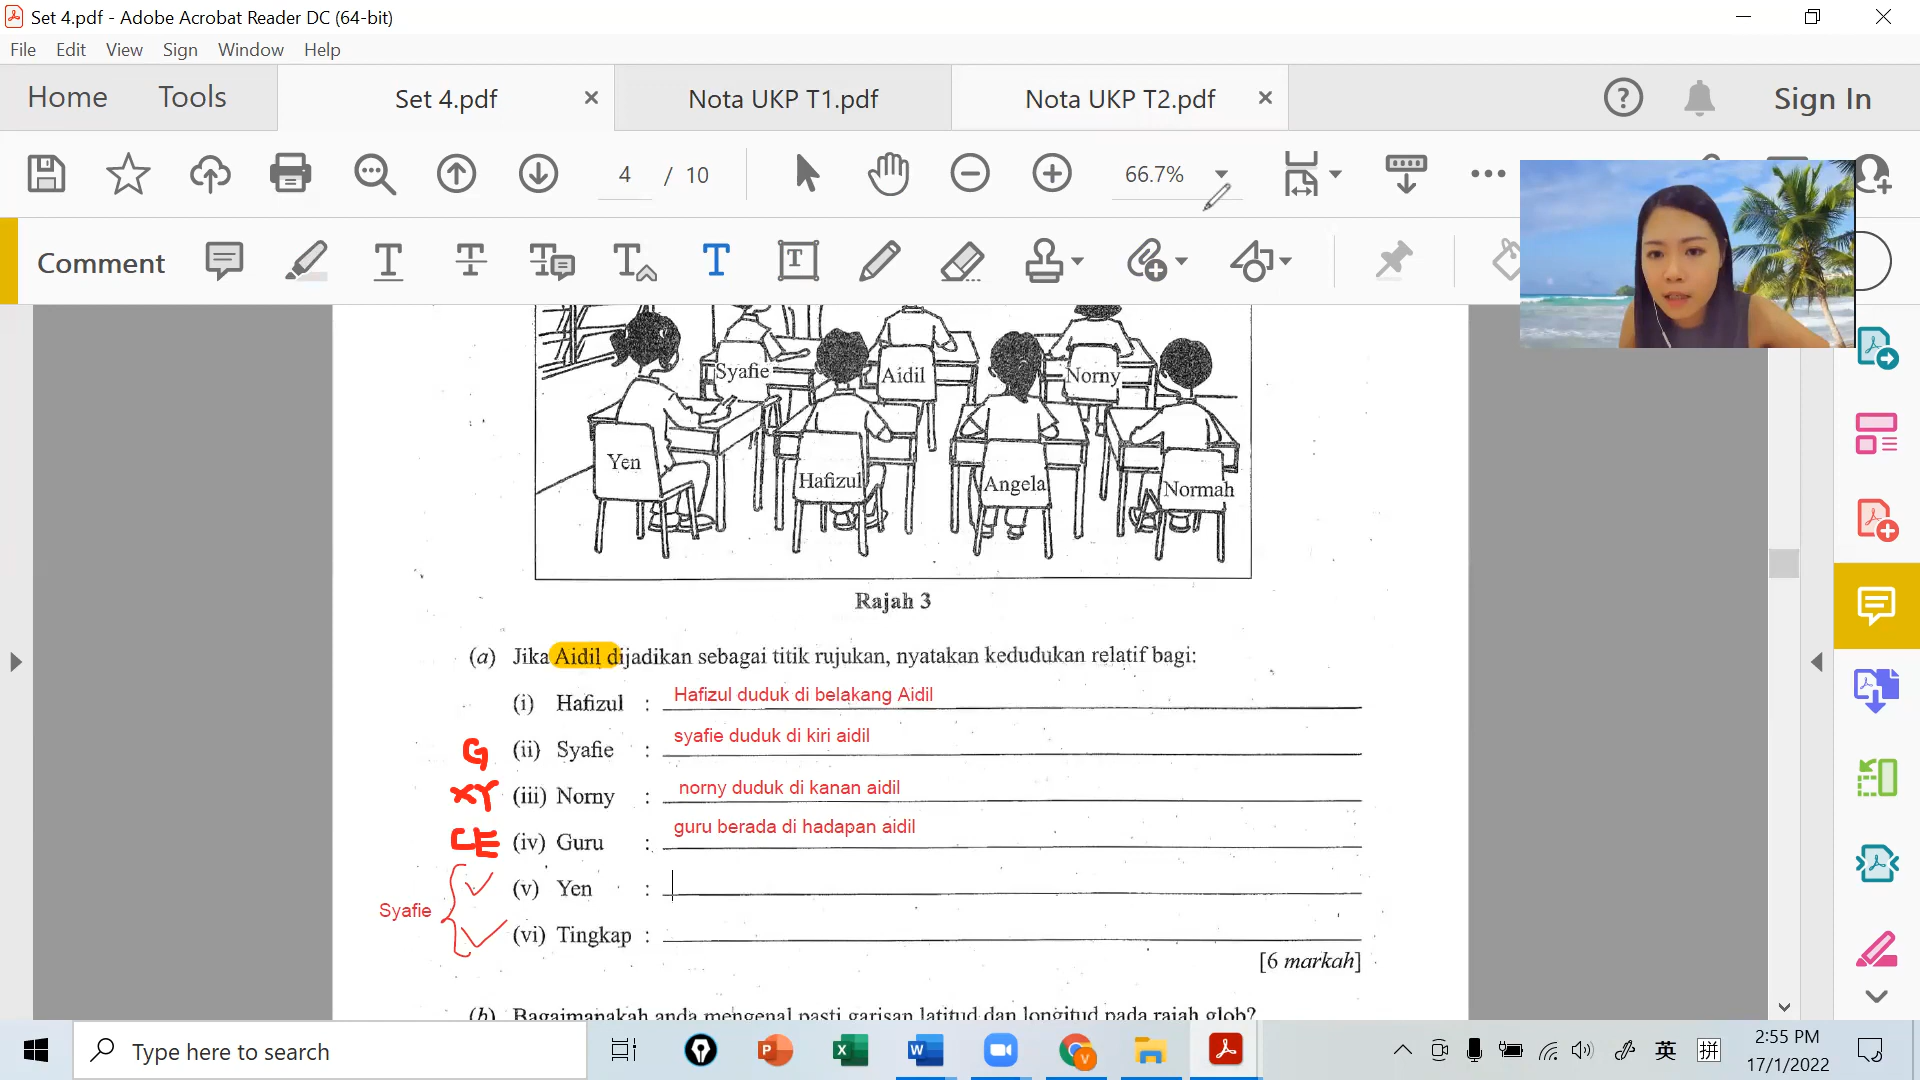 Set 4.pdf - Adobe Acrobat Reader DC (64-bit)
File Edit View Sign Window Help
Home Tools Set 4.pdf Nota UKP T1.pdf Nota UKP T2.pdf Sign In
4 / 10 66.7%
Comment
Syafie Aidil Norny
Yen Hafizul Angela Normah
Rajah 3
(a) Jika Aidil dijadikan sebagai titik rujukan, nyatakan kedudukan relatif bagi:
(i) Hafizul : Hafizul duduk di belakang Aidil
G (ii) Syafie : syafie duduk di kiri aidil
XY (iii) Norny : norny duduk di kanan aidil
CE (iv) Guru : guru berada di hadapan aidil
(v) Yen :
Syafie
(vi) Tingkap :
[6 markah]
(b) Bagaimanakah anda mengenal pasti garisan latitud dan longitud pada rajah glob?
Type here to search
英 拼
2:55 PM
17/1/2022